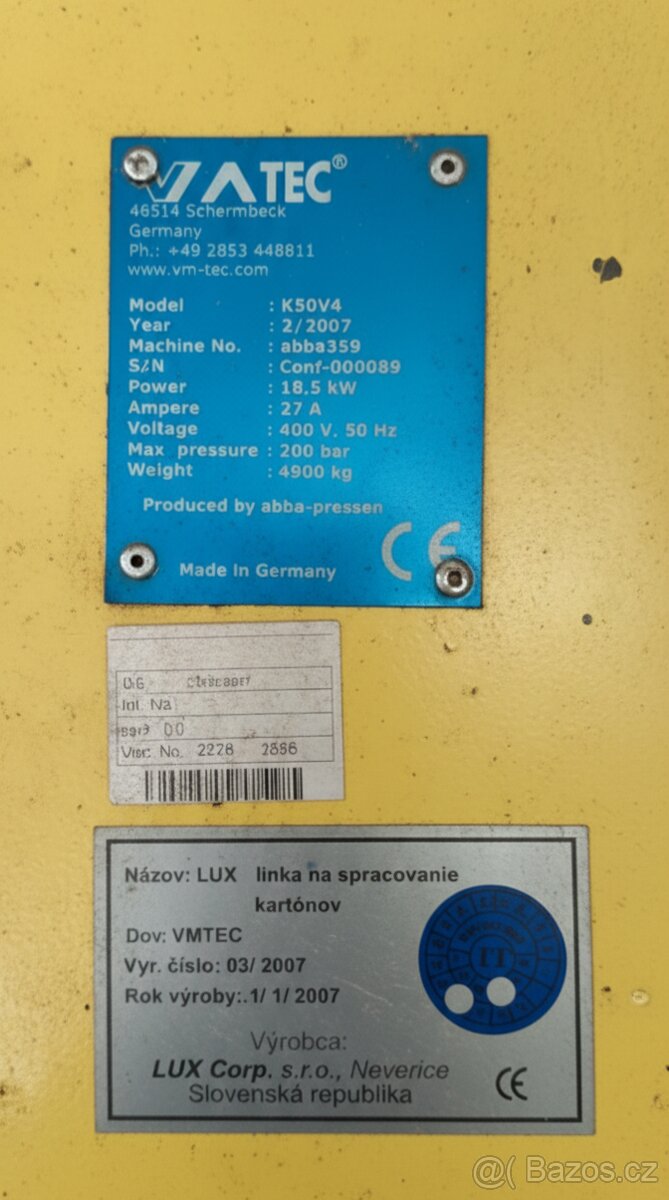 VM TEC®
46514 Schermbeck
Germany
Ph.: +49 2853 448811
www.vm-tec.com
Model : K50V4
Year : 2/2007
Machine No. : abba359
S/N : Conf-000089
Power : 18,5 kW
Ampere : 27 A
Voltage : 400 V, 50 Hz
Max pressure : 200 bar
Weight : 4900 kg
Produced by abba-pressen
CE
Made In Germany
Int. Na
No. 2228
Názov: LUX linka na spracovanie
kartónov
Dov: VMTEC
Vyr. číslo: 03/ 2007
Rok výroby:.1/ 1/ 2007
IT
Výrobca:
LUX Corp. s.r.o., Neverice
Slovenská republika
CE
@( Bazos.cz